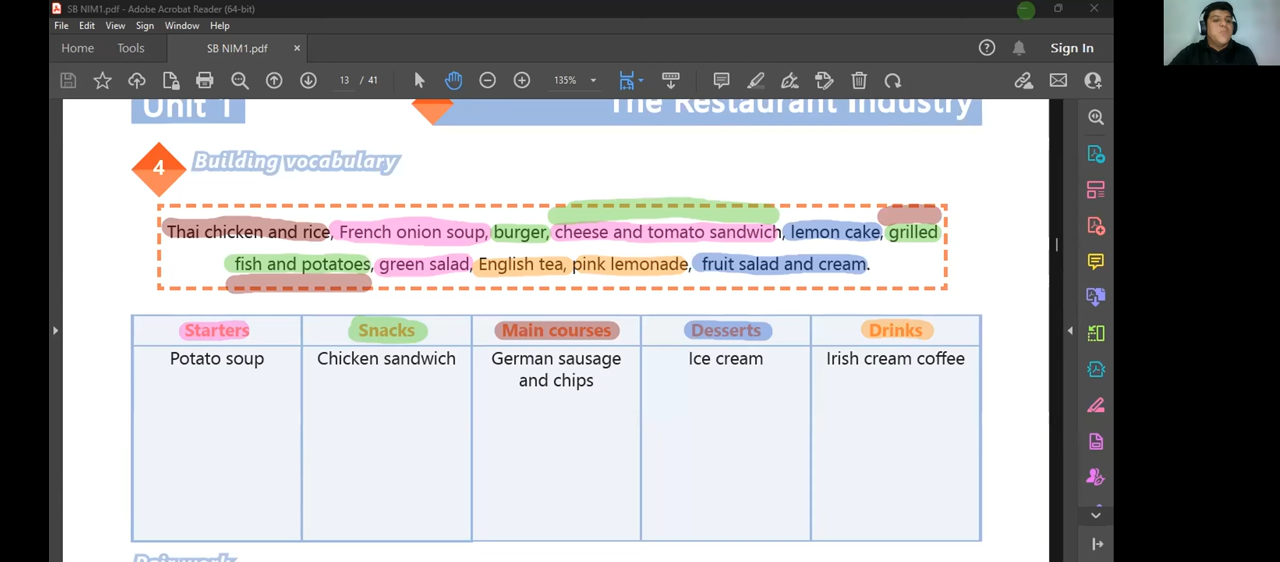 SB NIM1.pdf - Adobe Acrobat Reader (64-bit)
File Edit View Sign Window Help
Home Tools SB NIM1.pdf × Sign In
13 / 41 135%
Unit 1 The Restaurant Industry
4 Building vocabulary
Thai chicken and rice, French onion soup, burger, cheese and tomato sandwich, lemon cake, grilled
fish and potatoes, green salad, English tea, pink lemonade, fruit salad and cream.
Starters Snacks Main courses Desserts Drinks
Potato soup Chicken sandwich German sausage Ice cream Irish cream coffee
and chips
Pairwork